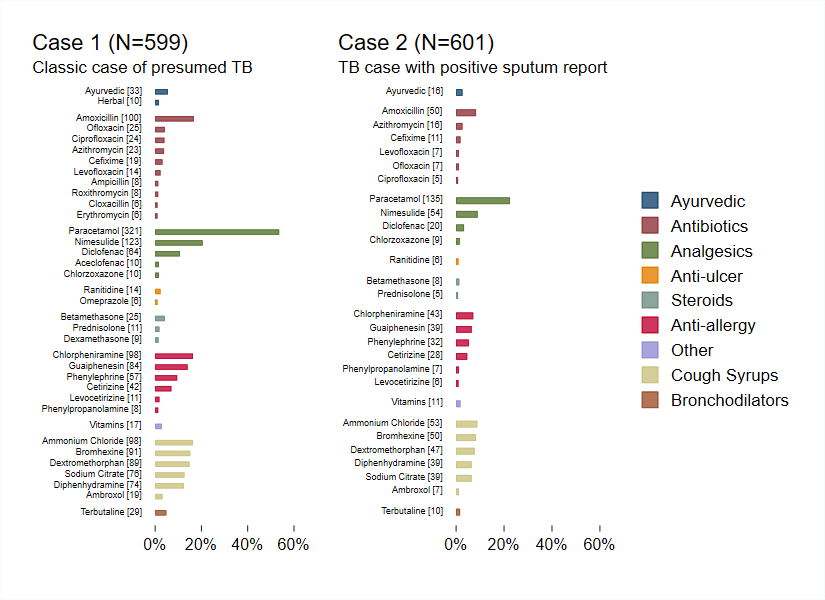 Case 1 (N=599)
Classic case of presumed TB
Ayurvedic [33]
Herbal [10]
Amoxicillin [100]
Ofloxacin [25]
Ciprofloxacin [24]
Azithromycin [23]
Cefixime [19]
Levofloxacin [14]
Ampicillin [8]
Roxithromycin [8]
Cloxacillin [6]
Erythromycin [6]
Paracetamol [321]
Nimesulide [123]
Diclofenac [64]
Aceclofenac [10]
Chlorzoxazone [10]
Ranitidine [14]
Omeprazole [6]
Betamethasone [25]
Prednisolone [11]
Dexamethasone [9]
Chlorpheniramine [98]
Guaiphenesin [84]
Phenylephrine [57]
Cetirizine [42]
Levocetirizine [11]
Phenylpropanolamine [8]
Vitamins [17]
Ammonium Chloride [98]
Bromhexine [91]
Dextromethorphan [89]
Sodium Citrate [76]
Diphenhydramine [74]
Ambroxol [19]
Terbutaline [29]
0% 20% 40% 60%
Case 2 (N=601)
TB case with positive sputum report
Ayurvedic [16]
Amoxicillin [50]
Azithromycin [16]
Cefixime [11]
Levofloxacin [7]
Ofloxacin [7]
Ciprofloxacin [5]
Paracetamol [135]
Nimesulide [54]
Diclofenac [20]
Chlorzoxazone [9]
Ranitidine [6]
Betamethasone [8]
Prednisolone [5]
Chlorpheniramine [43]
Guaiphenesin [39]
Phenylephrine [32]
Cetirizine [28]
Phenylpropanolamine [7]
Levocetirizine [6]
Vitamins [11]
Ammonium Chloride [53]
Bromhexine [50]
Dextromethorphan [47]
Diphenhydramine [39]
Sodium Citrate [39]
Ambroxol [7]
Terbutaline [10]
0% 20% 40% 60%
Ayurvedic
Antibiotics
Analgesics
Anti-ulcer
Steroids
Anti-allergy
Other
Cough Syrups
Bronchodilators